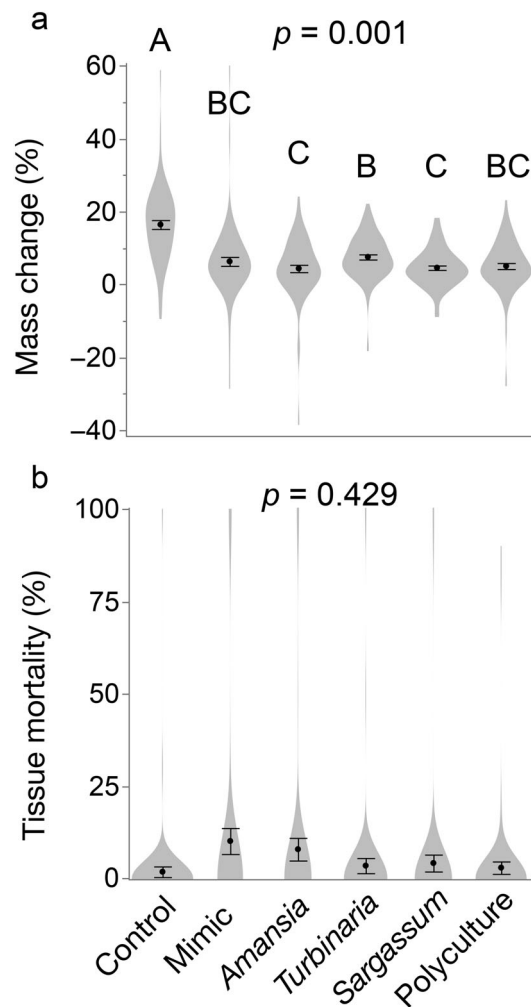 a
p = 0.001
A
BC
C
B
C
BC
60
40
20
0
–20
–40
Mass change (%)
b
p = 0.429
100
75
50
25
0
Tissue mortality (%)
Control
Mimic
Amansia
Turbinaria
Sargassum
Polyculture